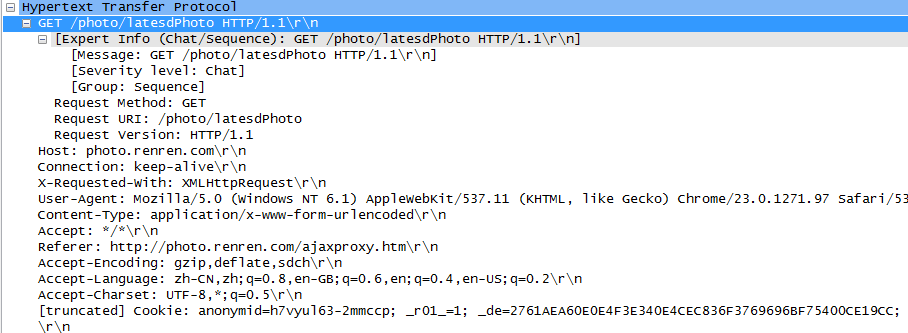 Hypertext Transfer Protocol
GET /photo/latesdPhoto HTTP/1.1\r\n
[Expert Info (Chat/Sequence): GET /photo/latesdPhoto HTTP/1.1\r\n]
[Message: GET /photo/latesdPhoto HTTP/1.1\r\n]
[Severity level: Chat]
[Group: Sequence]
Request Method: GET
Request URI: /photo/latesdPhoto
Request Version: HTTP/1.1
Host: photo.renren.com\r\n
Connection: keep-alive\r\n
X-Requested-With: XMLHttpRequest\r\n
User-Agent: Mozilla/5.0 (Windows NT 6.1) AppleWebKit/537.11 (KHTML, like Gecko) Chrome/23.0.1271.97 Safari/53
Content-Type: application/x-www-form-urlencoded\r\n
Accept: */*\r\n
Referer: http://photo.renren.com/ajaxproxy.htm\r\n
Accept-Encoding: gzip,deflate,sdch\r\n
Accept-Language: zh-CN,zh;q=0.8,en-GB;q=0.6,en;q=0.4,en-US;q=0.2\r\n
Accept-Charset: UTF-8,*;q=0.5\r\n
[truncated] Cookie: anonymid=h7vyul63-2mmccp; _r01_=1; _de=2761AEA60E0E4F3E340E4CEC836F3769696BF75400CE19CC;
\r\n